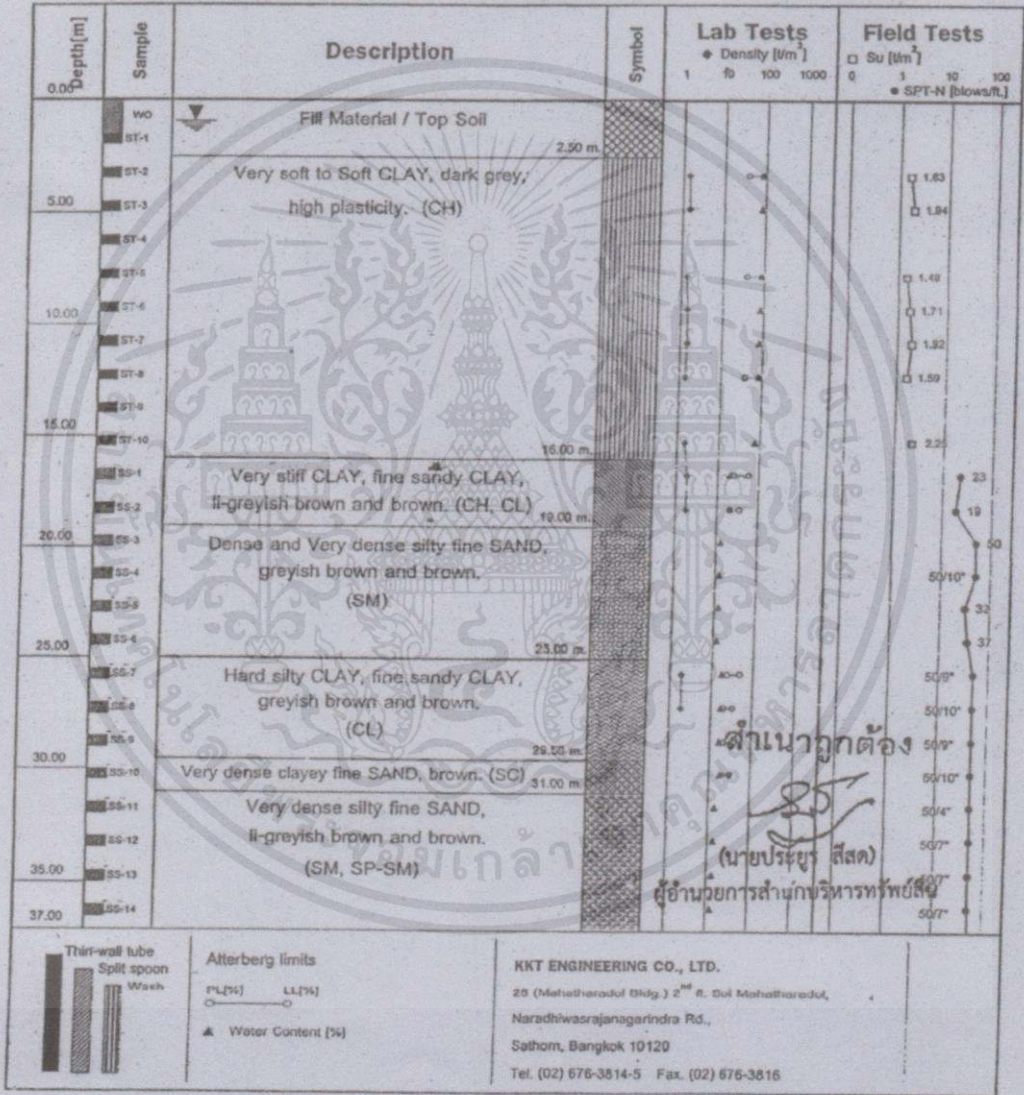 Depth[m]
Sample
Description
Symbol
Lab Tests
● Density [t/m³]
1 10 100 1000
Field Tests
□ Su [t/m²]
0 1 10 100
● SPT-N [blows/ft.]
0.00
WO
ST-1
Fill Material / Top Soil
2.50 m.
ST-2
Very soft to Soft CLAY, dark grey,
1.63
5.00
ST-3
high plasticity. (CH)
1.94
ST-4
ST-5
1.48
ST-6
1.71
10.00
ST-7
1.92
ST-8
1.59
ST-9
15.00
ST-10
16.00 m.
SS-1
Very stiff CLAY, fine sandy CLAY,
23
SS-2
li-greyish brown and brown. (CH, CL)
19.00 m.
19
20.00
SS-3
Dense and Very dense silty fine SAND,
50
SS-4
greyish brown and brown.
50/10"
SS-5
(SM)
32
SS-6
37
25.00
25.00 m.
SS-7
Hard silty CLAY, fine sandy CLAY,
50/9"
SS-8
greyish brown and brown.
50/10"
(CL)
SS-9
29.50 m.
50/9"
30.00
SS-10
Very dense clayey fine SAND, brown. (SC)
31.00 m.
50/10"
SS-11
Very dense silty fine SAND,
50/4"
SS-12
li-greyish brown and brown.
50/7"
SS-13
(SM, SP-SM)
50/7"
35.00
SS-14
50/7"
37.00
สำเนาถูกต้อง
(นายประยูร สีสด)
ผู้อำนวยการสำนักบริหารทรัพย์สิน
Thin-wall tube
Split spoon
Wash
Atterberg limits
PL[%] LL[%]
▲ Water Content [%]
KKT ENGINEERING CO., LTD.
25 (Mahatharadol Bldg.) 2nd fl. Soi Mahatharadol,
Naradhiwasrajanagarindra Rd.,
Sathorn, Bangkok 10120
Tel. (02) 676-3814-5 Fax. (02) 676-3816